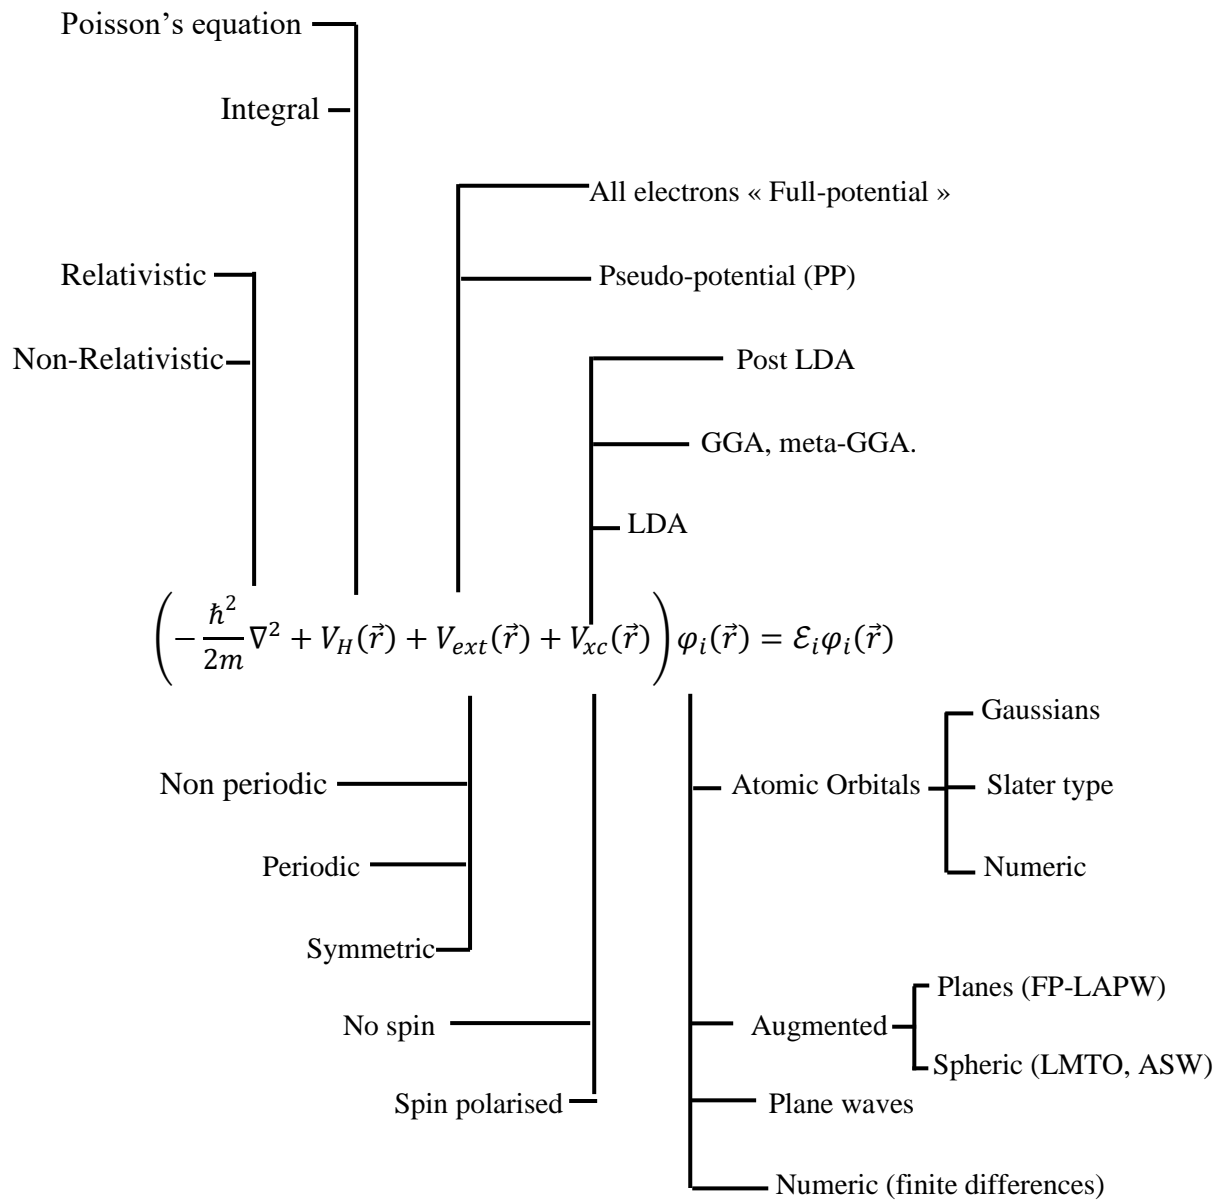 Poisson's equation
Integral
All electrons « Full-potential »
Relativistic
Pseudo-potential (PP)
Non-Relativistic
Post LDA
GGA, meta-GGA.
LDA
(-ℏ²/2m ∇² + V_H(r⃗) + V_ext(r⃗) + V_xc(r⃗)) φ_i(r⃗) = ℰ_i φ_i(r⃗)
Gaussians
Non periodic
Atomic Orbitals
Slater type
Periodic
Numeric
Symmetric
Planes (FP-LAPW)
No spin
Augmented
Spheric (LMTO, ASW)
Spin polarised
Plane waves
Numeric (finite differences)